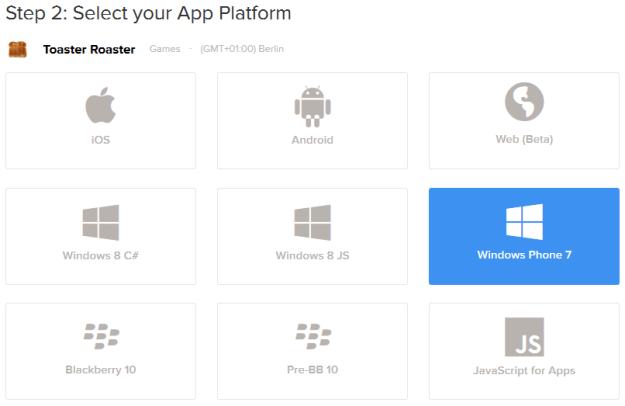 Step 2: Select your App Platform
Toaster Roaster Games · (GMT+01:00) Berlin
iOS Android Web (Beta)
Windows 8 C# Windows 8 JS Windows Phone 7
JS
Blackberry 10 Pre-BB 10 JavaScript for Apps